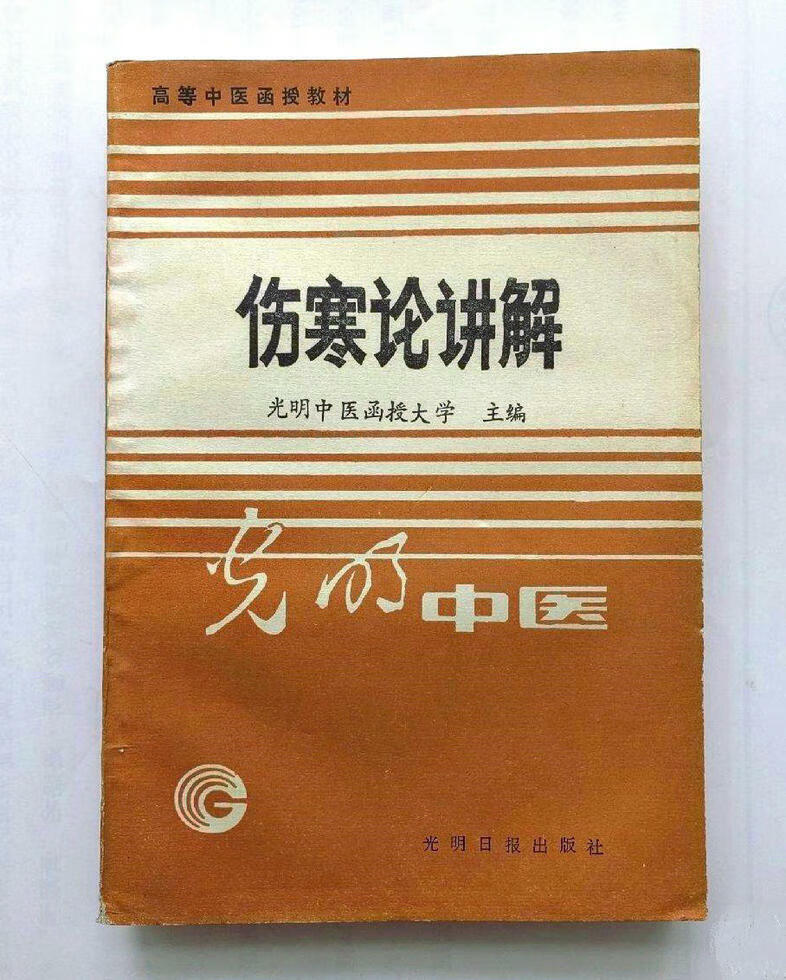 高等中医函授教材
伤寒论讲解
光明中医函授大学 主编
光明中医
光明日报出版社